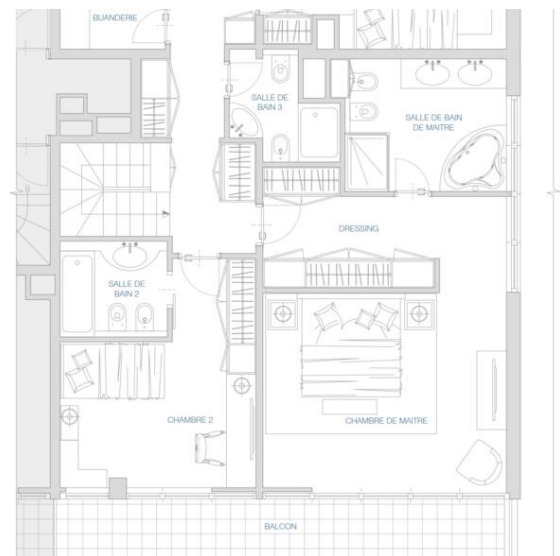 BUANDERIE
SALLE DE
BAIN 3
SALLE DE BAIN
DE MAITRE
DRESSING
SALLE DE
BAIN 2
CHAMBRE 2
CHAMBRE DE MAITRE
BALCON